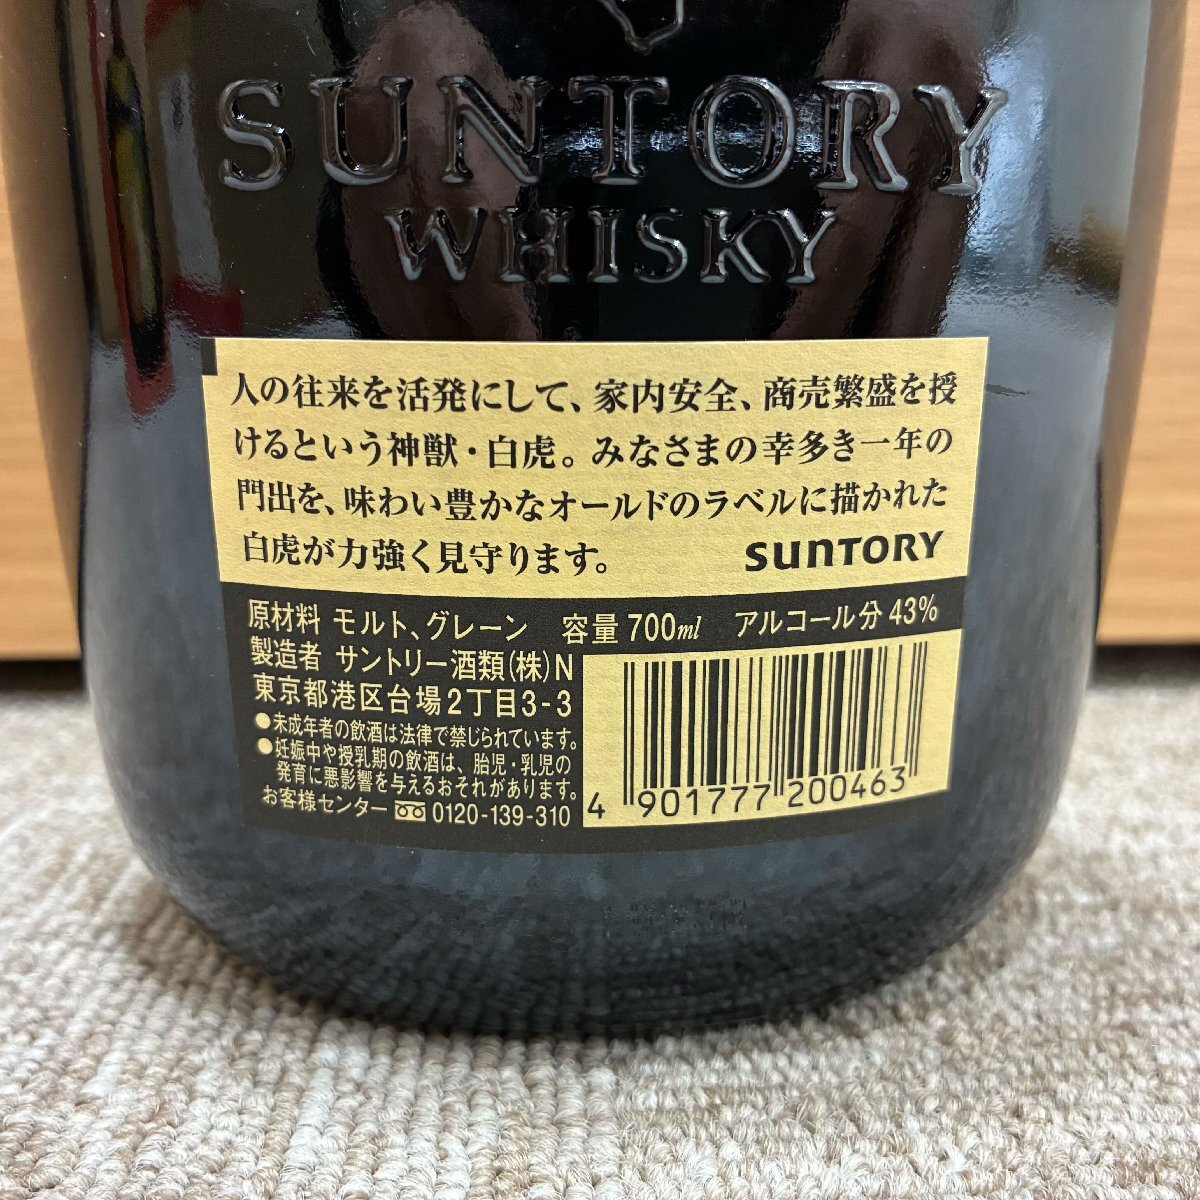 SUNTORY
WHISKY
人の往来を活発にして、家内安全、商売繁盛を授
けるという神獣・白虎。みなさまの幸多き一年の
門出を、味わい豊かなオールドのラベルに描かれた
白虎が力強く見守ります。 SUNTORY
原材料 モルト、グレーン 容量 700ml アルコール分 43%
製造者 サントリー酒類(株)N
東京都港区台場2丁目3-3
●未成年者の飲酒は法律で禁じられています。
●妊娠中や授乳期の飲酒は、胎児・乳児の
発育に悪影響を与えるおそれがあります。
お客様センター 0120-139-310
4 901777 200463